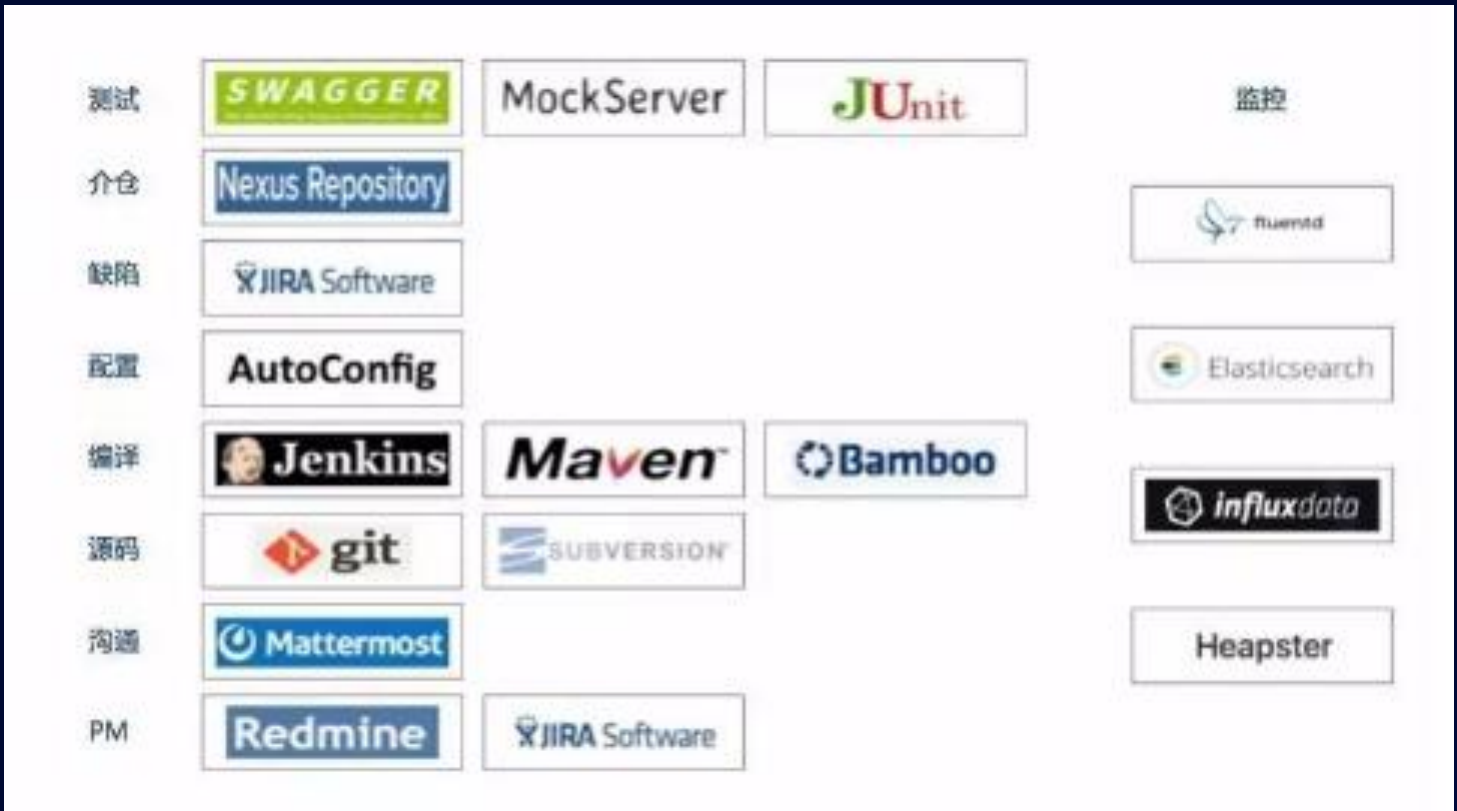 测试
SWAGGER
MockServer
JUnit
监控
介仓
Nexus Repository
fluentd
缺陷
JIRA Software
配置
AutoConfig
Elasticsearch
编译
Jenkins
Maven™
Bamboo
influxdata
源码
git
SUBVERSION
沟通
Mattermost
Heapster
PM
Redmine
JIRA Software